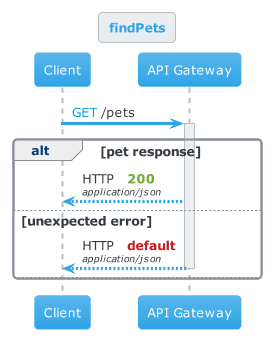 findPets
Client API Gateway
GET /pets
alt [pet response]
HTTP 200
application/json
[unexpected error]
HTTP default
application/json
Client API Gateway